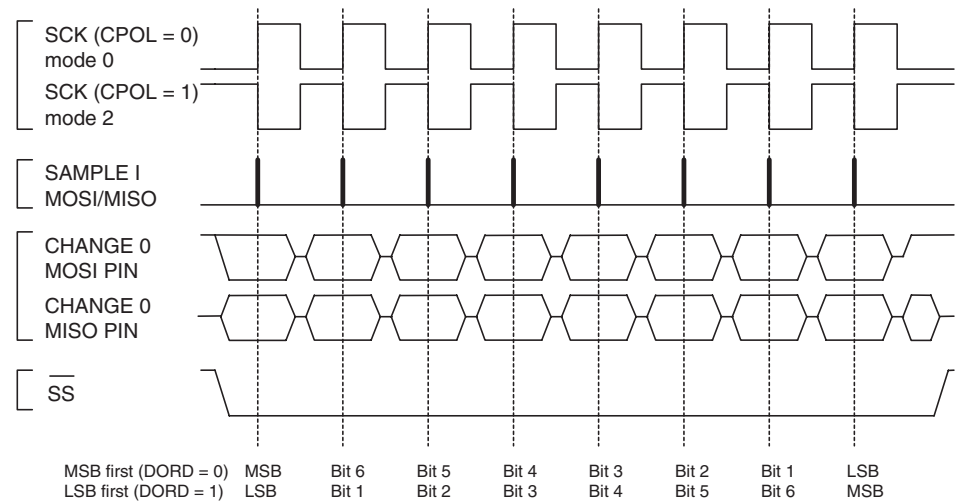 SCK (CPOL = 0)
mode 0
SCK (CPOL = 1)
mode 2
SAMPLE I
MOSI/MISO
CHANGE 0
MOSI PIN
CHANGE 0
MISO PIN
SS
MSB first (DORD = 0) MSB Bit 6 Bit 5 Bit 4 Bit 3 Bit 2 Bit 1 LSB
LSB first (DORD = 1) LSB Bit 1 Bit 2 Bit 3 Bit 4 Bit 5 Bit 6 MSB